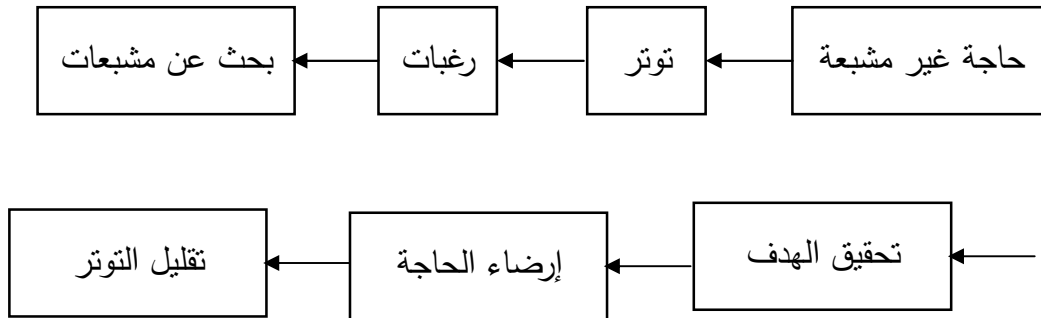 حاجة غير مشبعة
توتر
رغبات
بحث عن مشبعات
تحقيق الهدف
إرضاء الحاجة
تقليل التوتر